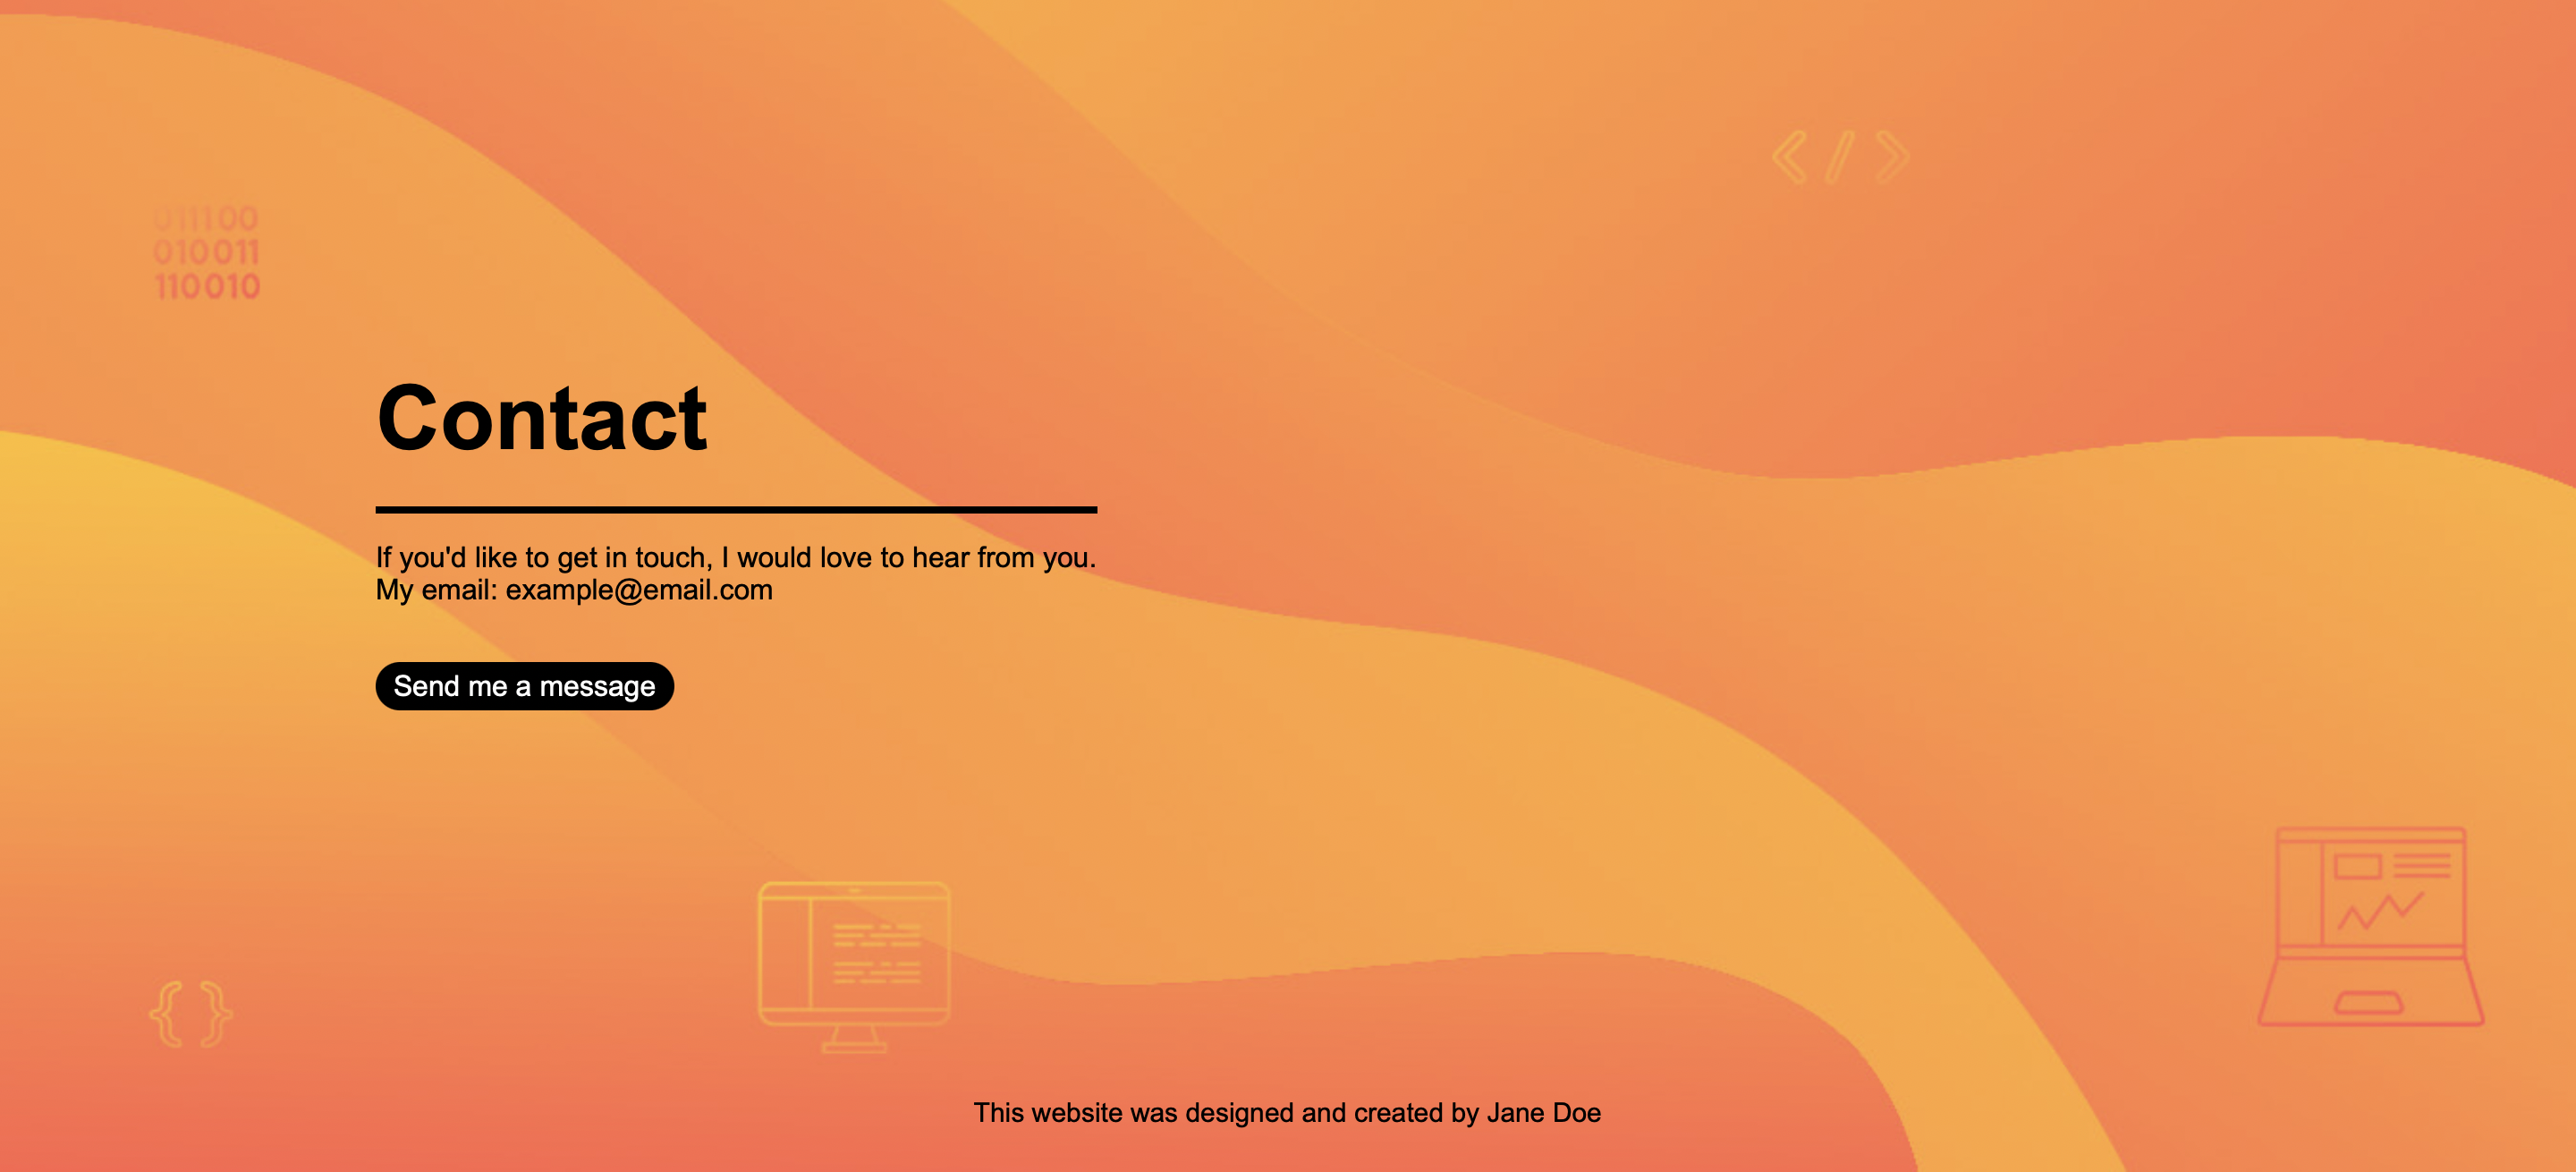 </>
011100
010011
110010
Contact
If you'd like to get in touch, I would love to hear from you.
My email: example@email.com
Send me a message
{ }
This website was designed and created by Jane Doe